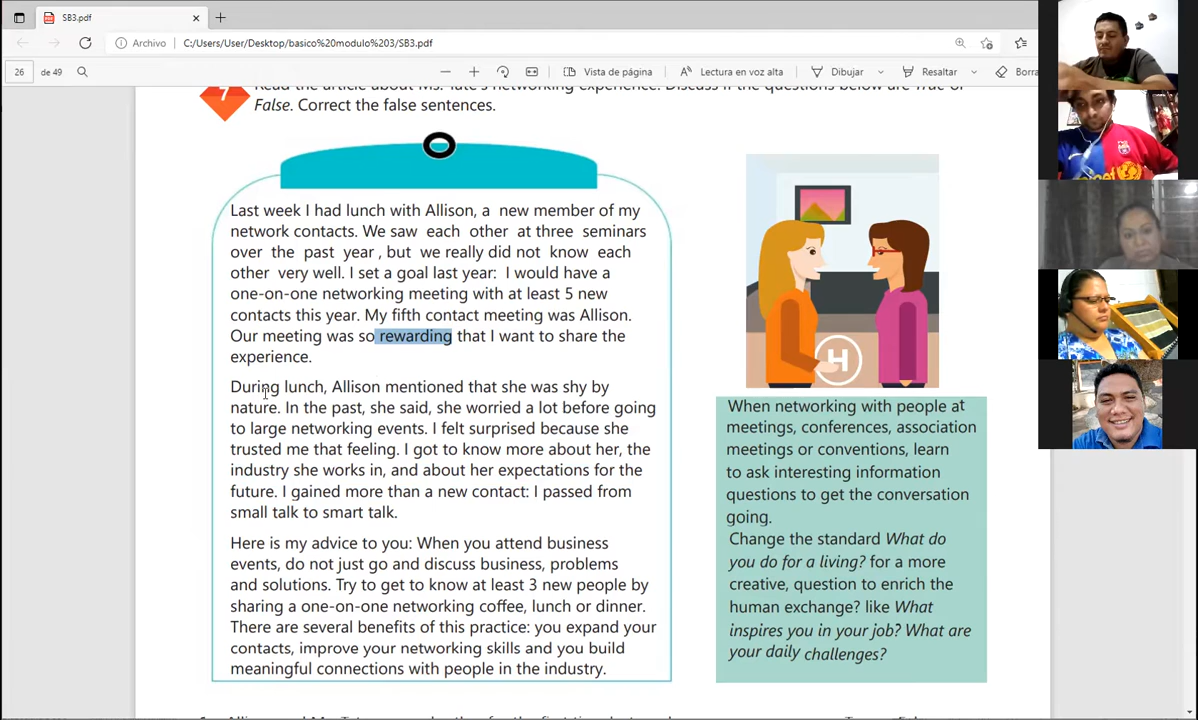 SB3.pdf
Archivo
C:/Users/User/Desktop/basico%20modulo%203/SB3.pdf
26 de 49
Vista de página
Lectura en voz alta
Dibujar
Resaltar
Borra
7
False. Correct the false sentences.
Last week I had lunch with Allison, a new member of my
network contacts. We saw each other at three seminars
over the past year , but we really did not know each
other very well. I set a goal last year: I would have a
one-on-one networking meeting with at least 5 new
contacts this year. My fifth contact meeting was Allison.
Our meeting was so rewarding that I want to share the
experience.
During lunch, Allison mentioned that she was shy by
nature. In the past, she said, she worried a lot before going
to large networking events. I felt surprised because she
trusted me that feeling. I got to know more about her, the
industry she works in, and about her expectations for the
future. I gained more than a new contact: I passed from
small talk to smart talk.
Here is my advice to you: When you attend business
events, do not just go and discuss business, problems
and solutions. Try to get to know at least 3 new people by
sharing a one-on-one networking coffee, lunch or dinner.
There are several benefits of this practice: you expand your
contacts, improve your networking skills and you build
meaningful connections with people in the industry.
H
When networking with people at
meetings, conferences, association
meetings or conventions, learn
to ask interesting information
questions to get the conversation
going.
Change the standard What do
you do for a living? for a more
creative, question to enrich the
human exchange? like What
inspires you in your job? What are
your daily challenges?